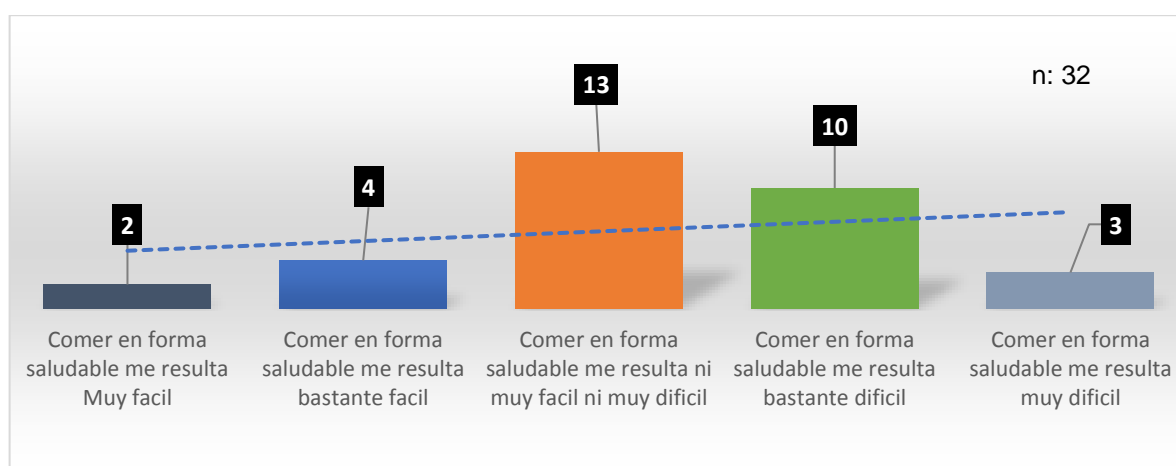 n: 32
2
4
13
10
3
Comer en forma
saludable me resulta
Muy facil
Comer en forma
saludable me resulta
bastante facil
Comer en forma
saludable me resulta ni
muy facil ni muy dificil
Comer en forma
saludable me resulta
bastante dificil
Comer en forma
saludable me resulta
muy dificil